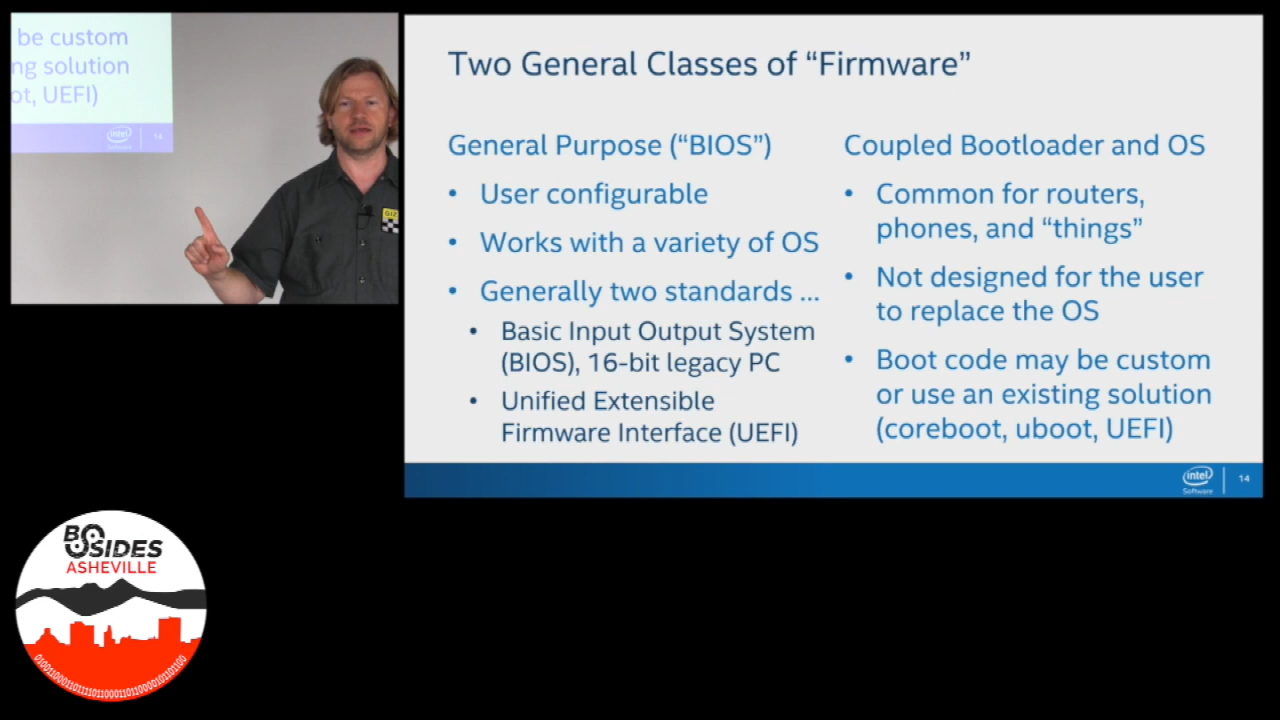 be custom
ng solution
ot, UEFI)
intel
Software
14
Two General Classes of “Firmware”
General Purpose (“BIOS”)
• User configurable
• Works with a variety of OS
• Generally two standards ...
• Basic Input Output System
(BIOS), 16-bit legacy PC
• Unified Extensible
Firmware Interface (UEFI)
Coupled Bootloader and OS
• Common for routers,
phones, and “things”
• Not designed for the user
to replace the OS
• Boot code may be custom
or use an existing solution
(coreboot, uboot, UEFI)
intel
Software
14
BSIDES
ASHEVILLE